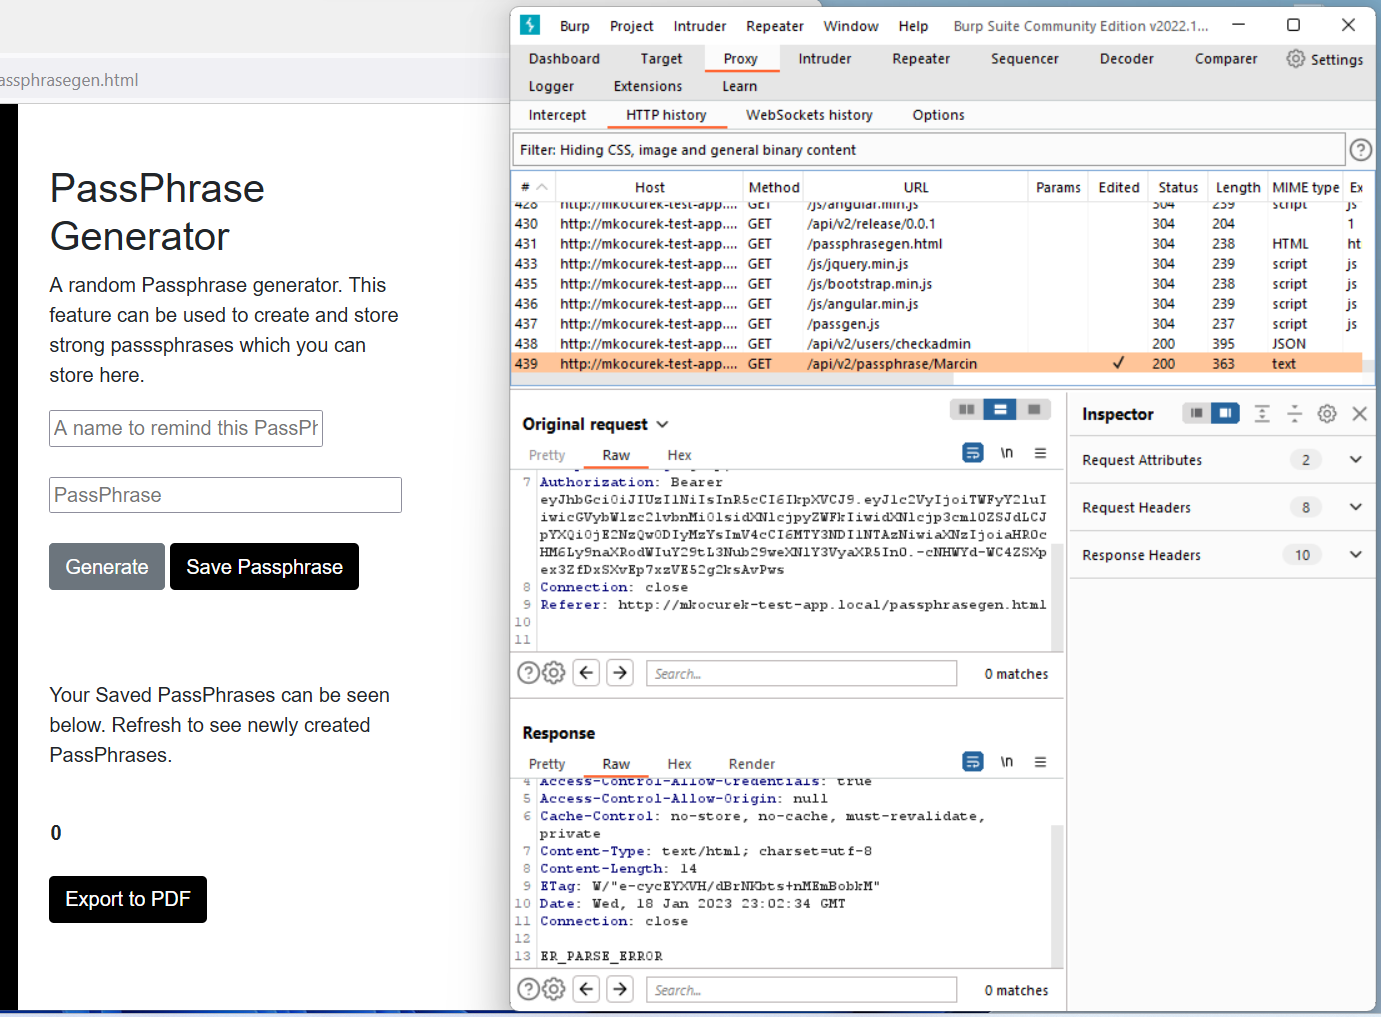 assphrasegen.html
PassPhrase
Generator
A random Passphrase generator. This
feature can be used to create and store
strong passsphrases which you can
store here.
A name to remind this PassPh
PassPhrase
Generate Save Passphrase
Your Saved PassPhrases can be seen
below. Refresh to see newly created
PassPhrases.
0
Export to PDF
Burp Project Intruder Repeater Window Help Burp Suite Community Edition v2022.1...
Dashboard Target Proxy Intruder Repeater Sequencer Decoder Comparer Settings
Logger Extensions Learn
Intercept HTTP history WebSockets history Options
Filter: Hiding CSS, image and general binary content
# Host Method URL Params Edited Status Length MIME type Ex
428 http://mkocurek-test-app.... GET /js/angular.min.js 304 239 script js
430 http://mkocurek-test-app.... GET /api/v2/release/0.0.1 304 204 1
431 http://mkocurek-test-app.... GET /passphrasegen.html 304 238 HTML ht
433 http://mkocurek-test-app.... GET /js/jquery.min.js 304 239 script js
435 http://mkocurek-test-app.... GET /js/bootstrap.min.js 304 238 script js
436 http://mkocurek-test-app.... GET /js/angular.min.js 304 239 script js
437 http://mkocurek-test-app.... GET /passgen.js 304 237 script js
438 http://mkocurek-test-app.... GET /api/v2/users/checkadmin 200 395 JSON
439 http://mkocurek-test-app.... GET /api/v2/passphrase/Marcin ✓ 200 363 text
Original request
Pretty Raw Hex \n
7 Authorization: Bearer
8 Connection: close
9 Referer: http://mkocurek-test-app.local/passphrasegen.html
10
11
Search... 0 matches
Response
Pretty Raw Hex Render \n
4 Access-Control-Allow-Credentials: true
5 Access-Control-Allow-Origin: null
6 Cache-Control: no-store, no-cache, must-revalidate,
private
7 Content-Type: text/html; charset=utf-8
8 Content-Length: 14
9 ETag: W/"e-cycEYXVH/dBrNKbts+nMEmBobkM"
10 Date: Wed, 18 Jan 2023 23:02:34 GMT
11 Connection: close
12
13 ER_PARSE_ERROR
Search... 0 matches
Inspector
Request Attributes 2
Request Headers 8
Response Headers 10